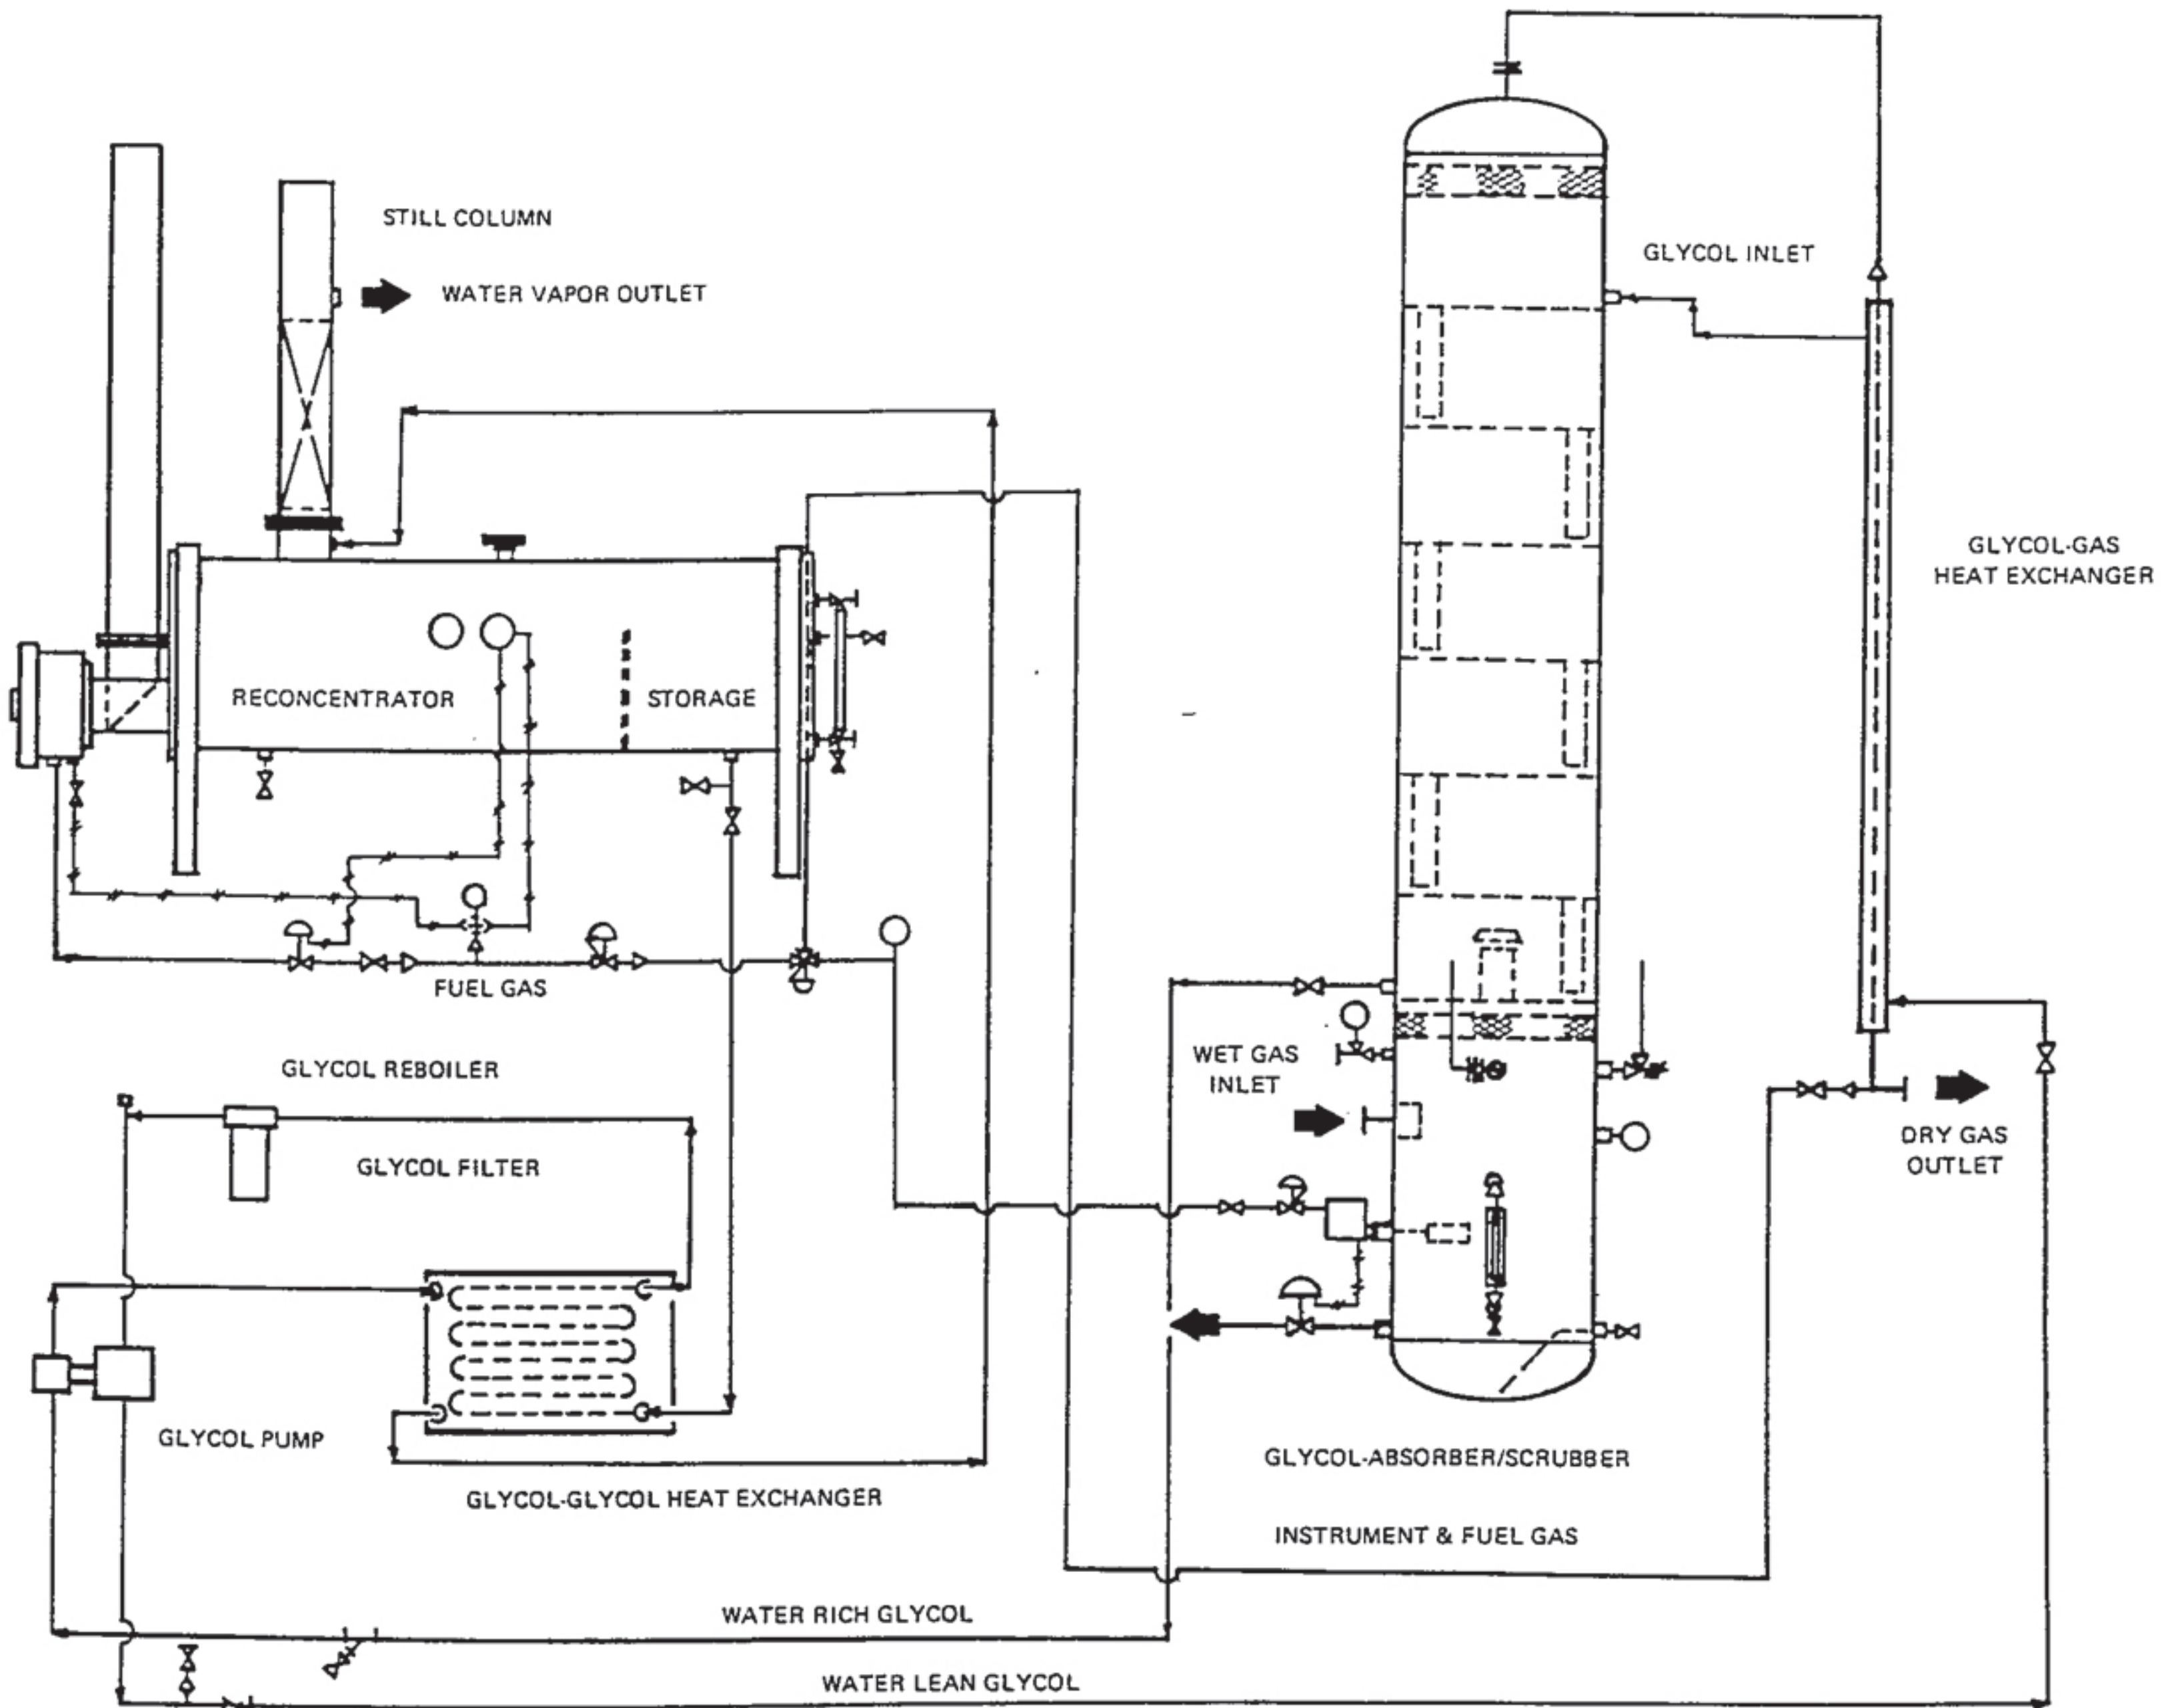 STILL COLUMN
WATER VAPOR OUTLET
GLYCOL INLET
GLYCOL-GAS
HEAT EXCHANGER
RECONCENTRATOR
STORAGE
FUEL GAS
GLYCOL REBOILER
WET GAS
INLET
DRY GAS
OUTLET
GLYCOL FILTER
GLYCOL PUMP
GLYCOL-GLYCOL HEAT EXCHANGER
GLYCOL-ABSORBER/SCRUBBER
INSTRUMENT & FUEL GAS
WATER RICH GLYCOL
WATER LEAN GLYCOL